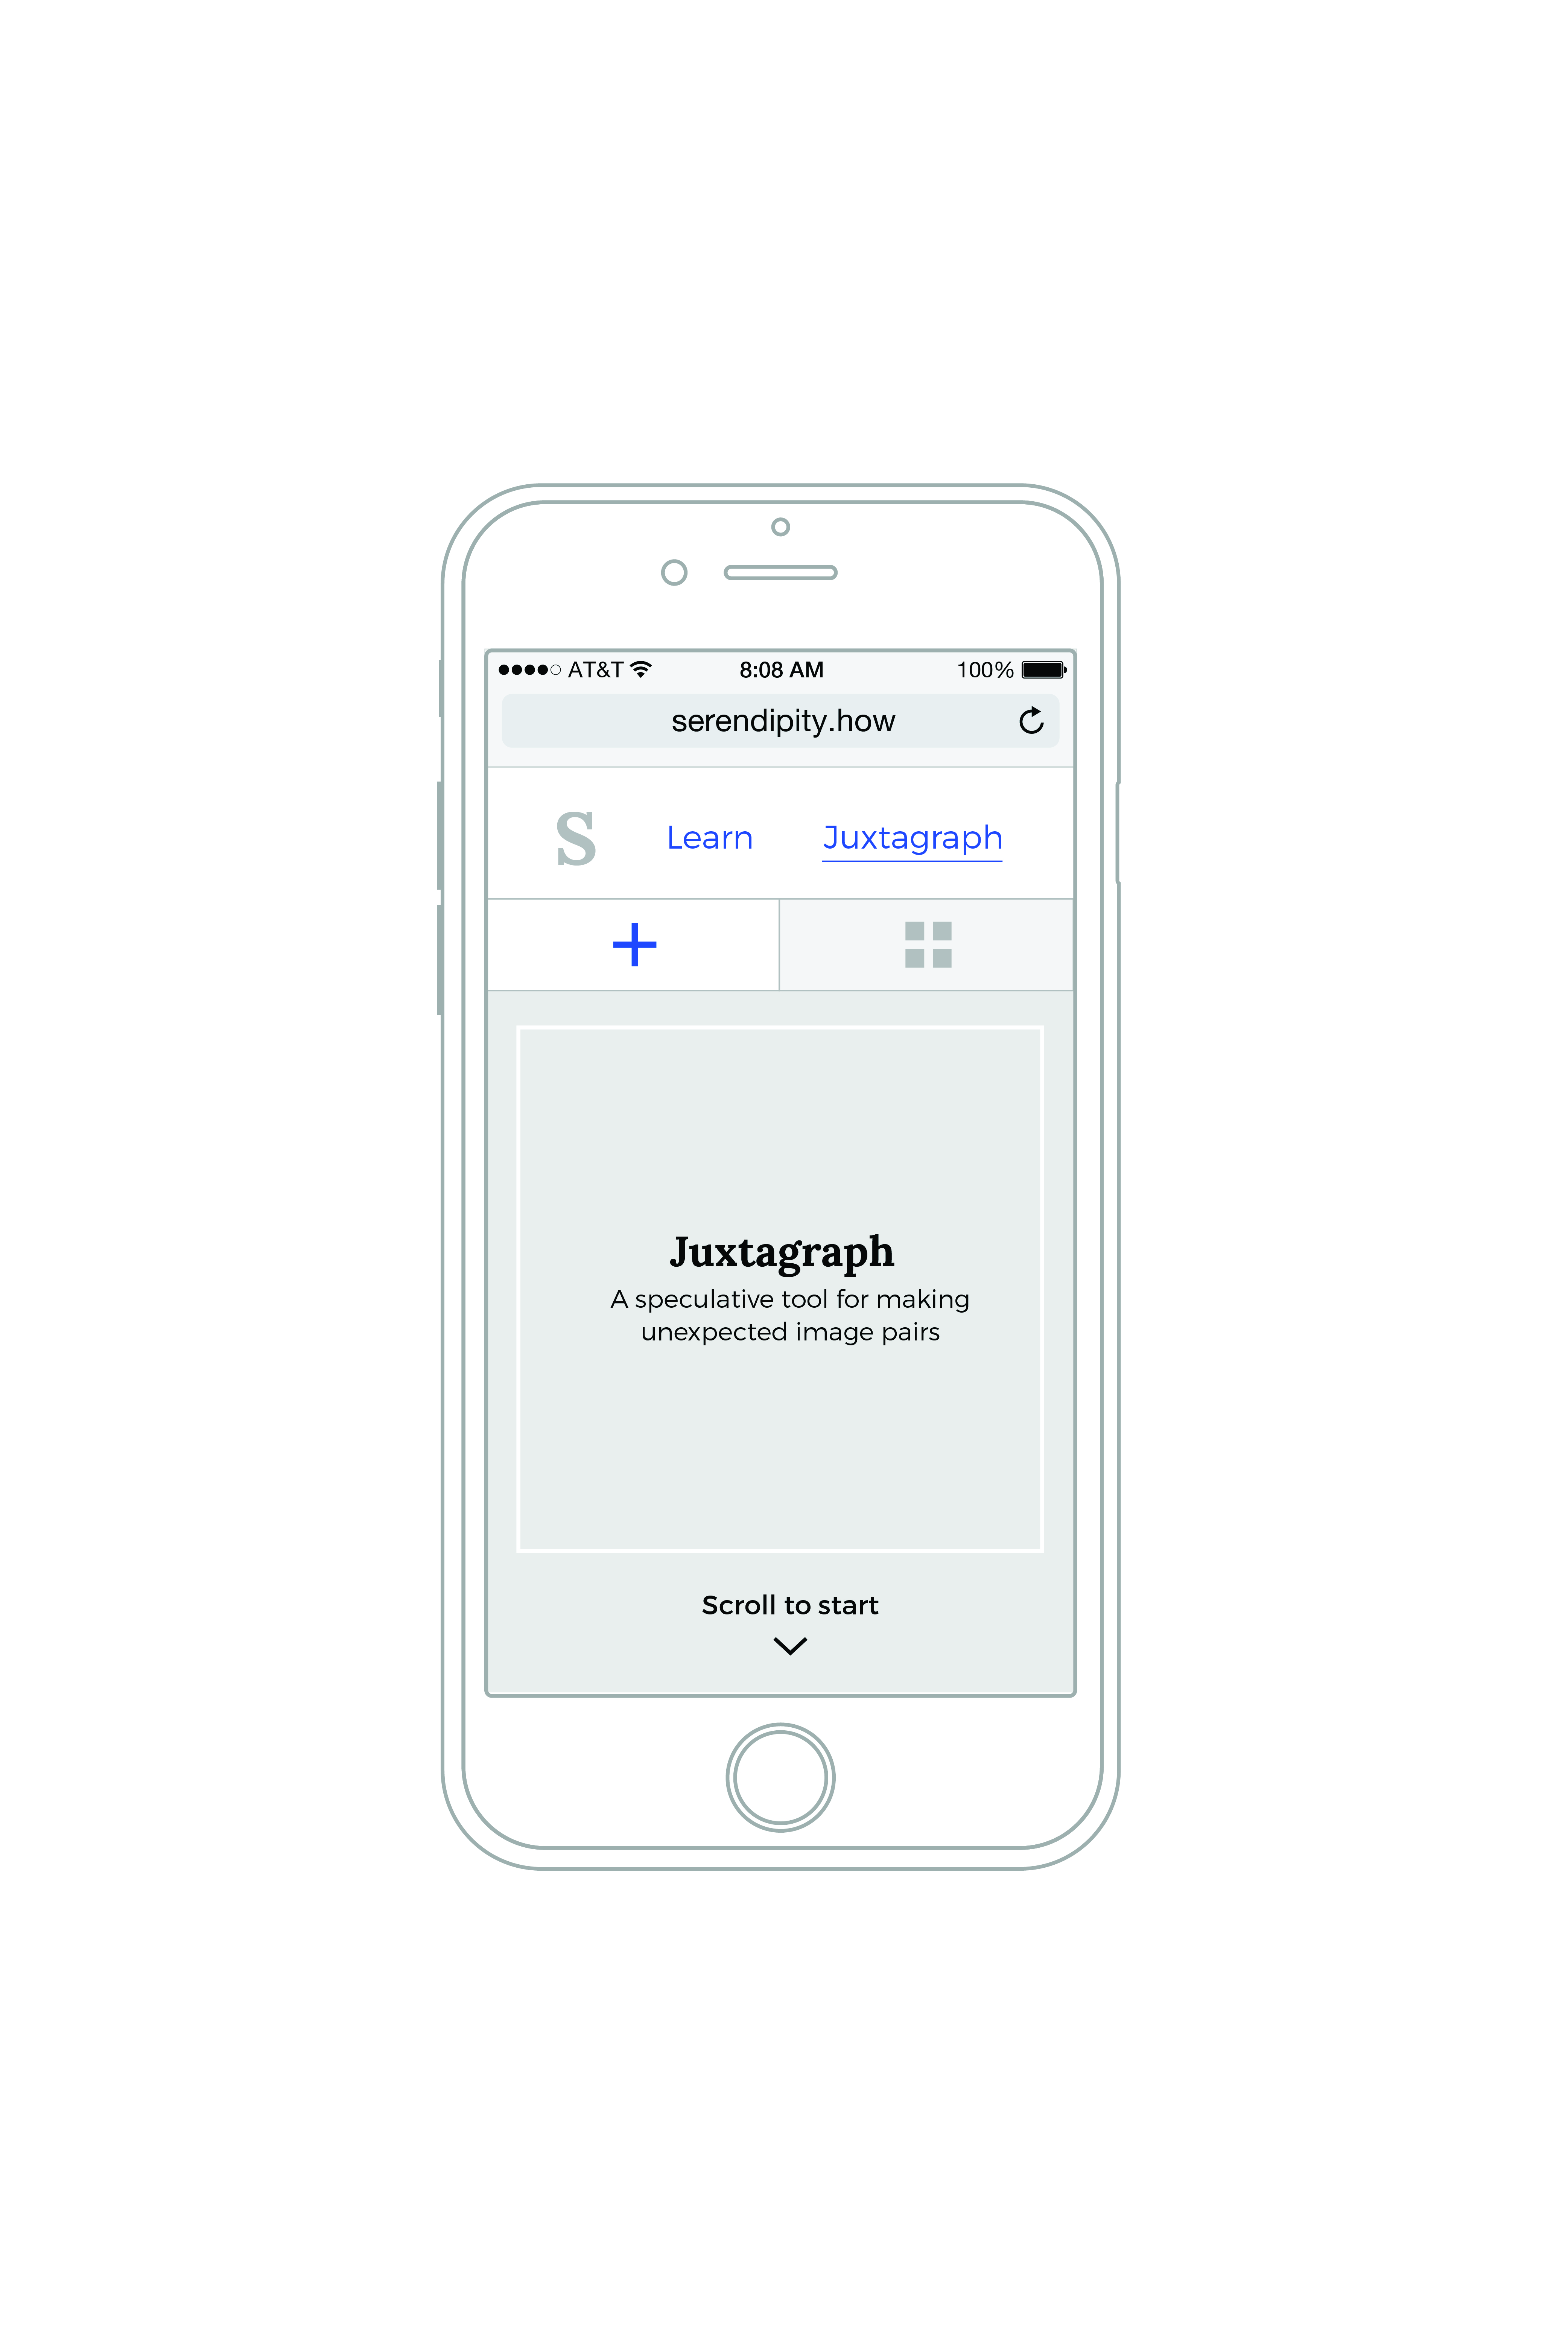 AT&T 8:08 AM 100%
serendipity.how
S Learn Juxtagraph
Juxtagraph
A speculative tool for making
unexpected image pairs
Scroll to start